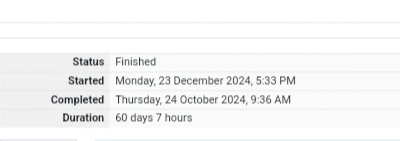 Status Finished
Started Monday, 23 December 2024, 5:33 PM
Completed Thursday, 24 October 2024, 9:36 AM
Duration 60 days 7 hours